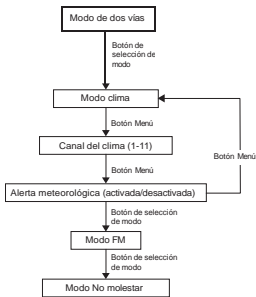 Modo de dos vías
Botón de
selección de
modo
Modo clima
Botón Menú
Canal del clima (1-11)
Botón Menú
Botón Menú
Alerta meteorológica (activada/desactivada)
Botón de selección
de modo
Modo FM
Botón de selección
de modo
Modo No molestar